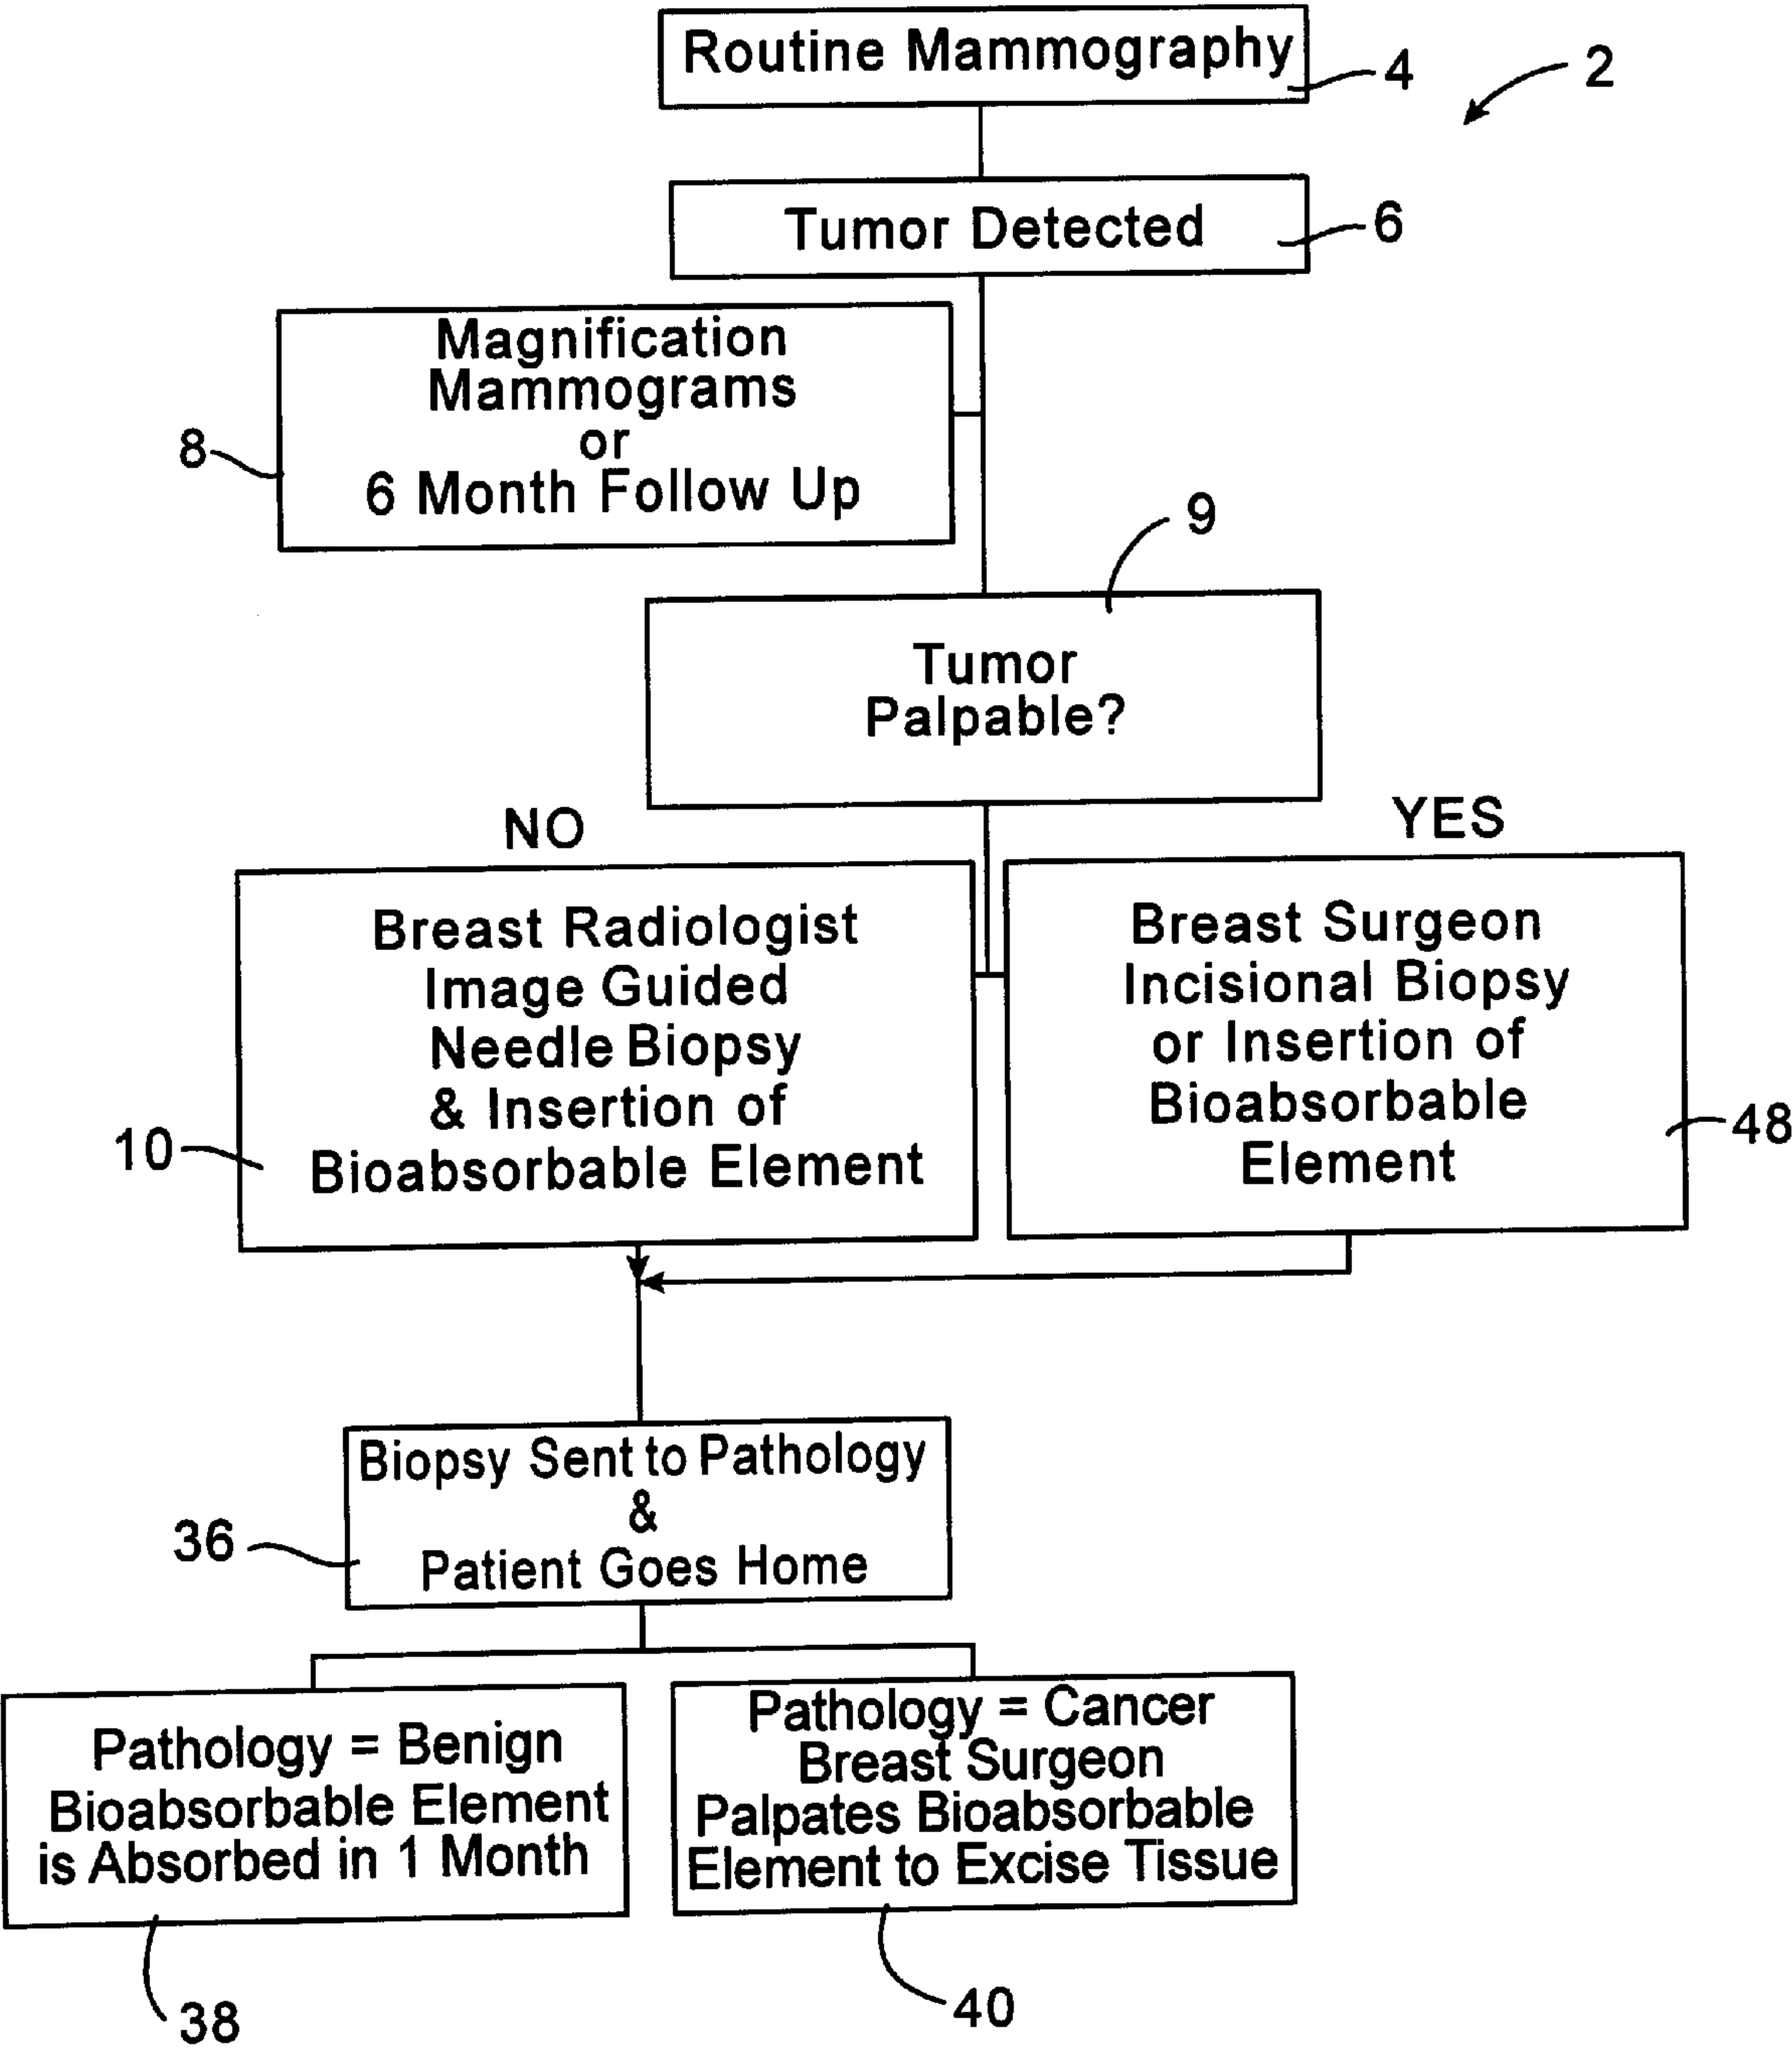 Routine Mammography
4
2
Tumor Detected
6
Magnification
Mammograms
or
6 Month Follow Up
8
9
Tumor
Palpable?
NO
YES
Breast Radiologist
Image Guided
Needle Biopsy
& Insertion of
Bioabsorbable Element
10
Breast Surgeon
Incisional Biopsy
or Insertion of
Bioabsorbable
Element
48
Biopsy Sent to Pathology
&
Patient Goes Home
36
Pathology = Benign
Bioabsorbable Element
is Absorbed in 1 Month
38
Pathology = Cancer
Breast Surgeon
Palpates Bioabsorbable
Element to Excise Tissue
40